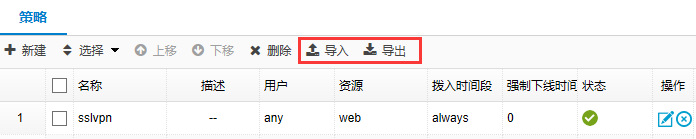 策略
新建 选择 上移 下移 删除 导入 导出
名称 描述 用户 资源 拨入时间段 强制下线时间 状态 操作
1 sslvpn -- any web always 0